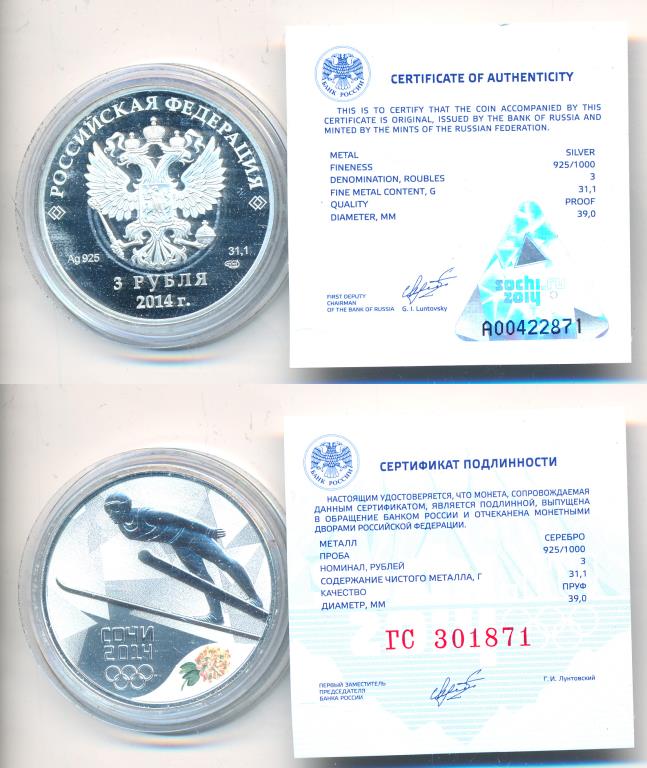 РОССИЙСКАЯ ФЕДЕРАЦИЯ
Ag 925
31,1
3 РУБЛЯ
2014 г.
БАНК РОССИИ
CERTIFICATE OF AUTHENTICITY
THIS IS TO CERTIFY THAT THE COIN ACCOMPANIED BY THIS
CERTIFICATE IS ORIGINAL, ISSUED BY THE BANK OF RUSSIA AND
MINTED BY THE MINTS OF THE RUSSIAN FEDERATION.
METAL SILVER
FINENESS 925/1000
DENOMINATION, ROUBLES 3
FINE METAL CONTENT, G 31,1
QUALITY PROOF
DIAMETER, MM 39,0
sochi.ru
2014
FIRST DEPUTY
CHAIRMAN
OF THE BANK OF RUSSIA G. I. Luntovsky
A00422871
СОЧИ
2014
БАНК РОССИИ
СЕРТИФИКАТ ПОДЛИННОСТИ
НАСТОЯЩИМ УДОСТОВЕРЯЕТСЯ, ЧТО МОНЕТА, СОПРОВОЖДАЕМАЯ
ДАННЫМ СЕРТИФИКАТОМ, ЯВЛЯЕТСЯ ПОДЛИННОЙ, ВЫПУЩЕНА
В ОБРАЩЕНИЕ БАНКОМ РОССИИ И ОТЧЕКАНЕНА МОНЕТНЫМИ
ДВОРАМИ РОССИЙСКОЙ ФЕДЕРАЦИИ.
МЕТАЛЛ СЕРЕБРО
ПРОБА 925/1000
НОМИНАЛ, РУБЛЕЙ 3
СОДЕРЖАНИЕ ЧИСТОГО МЕТАЛЛА, Г 31,1
КАЧЕСТВО ПРУФ
ДИАМЕТР, ММ 39,0
ГС 301871
ПЕРВЫЙ ЗАМЕСТИТЕЛЬ
ПРЕДСЕДАТЕЛЯ
БАНКА РОССИИ
Г. И. Лунтовский